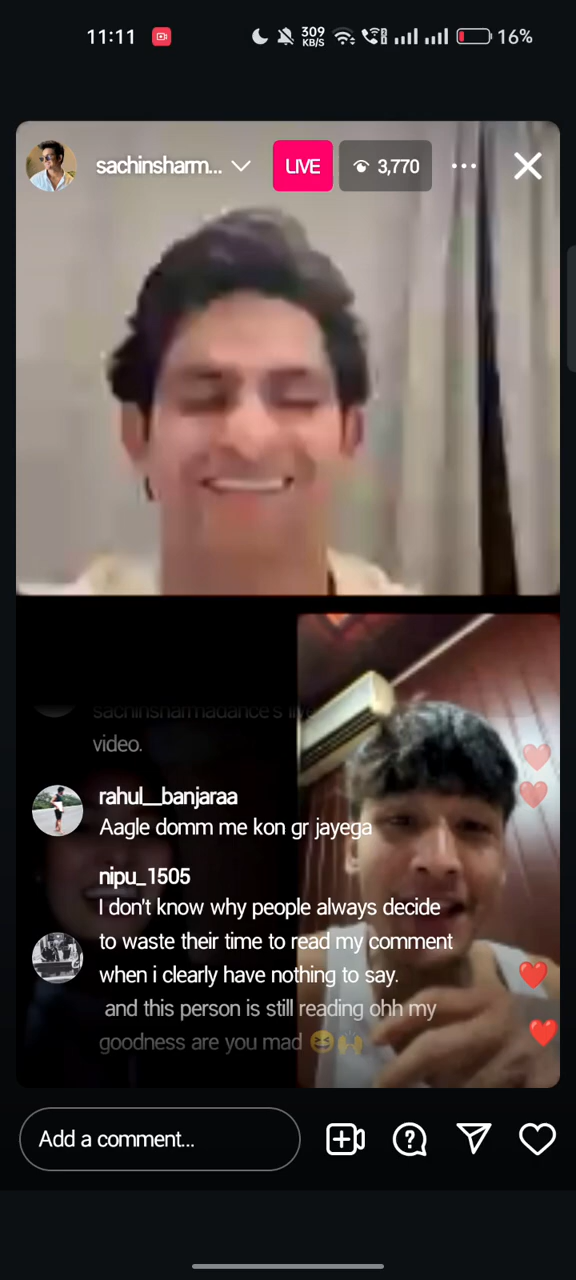 11:11
309
KB/S
16%
sachinsharm...
LIVE
3,770
sachinsharmadance's live
video.
rahul__banjaraa
Aagle domm me kon gr jayega
nipu_1505
I don't know why people always decide
to waste their time to read my comment
when i clearly have nothing to say.
and this person is still reading ohh my
goodness are you mad 😆🙌
Add a comment...